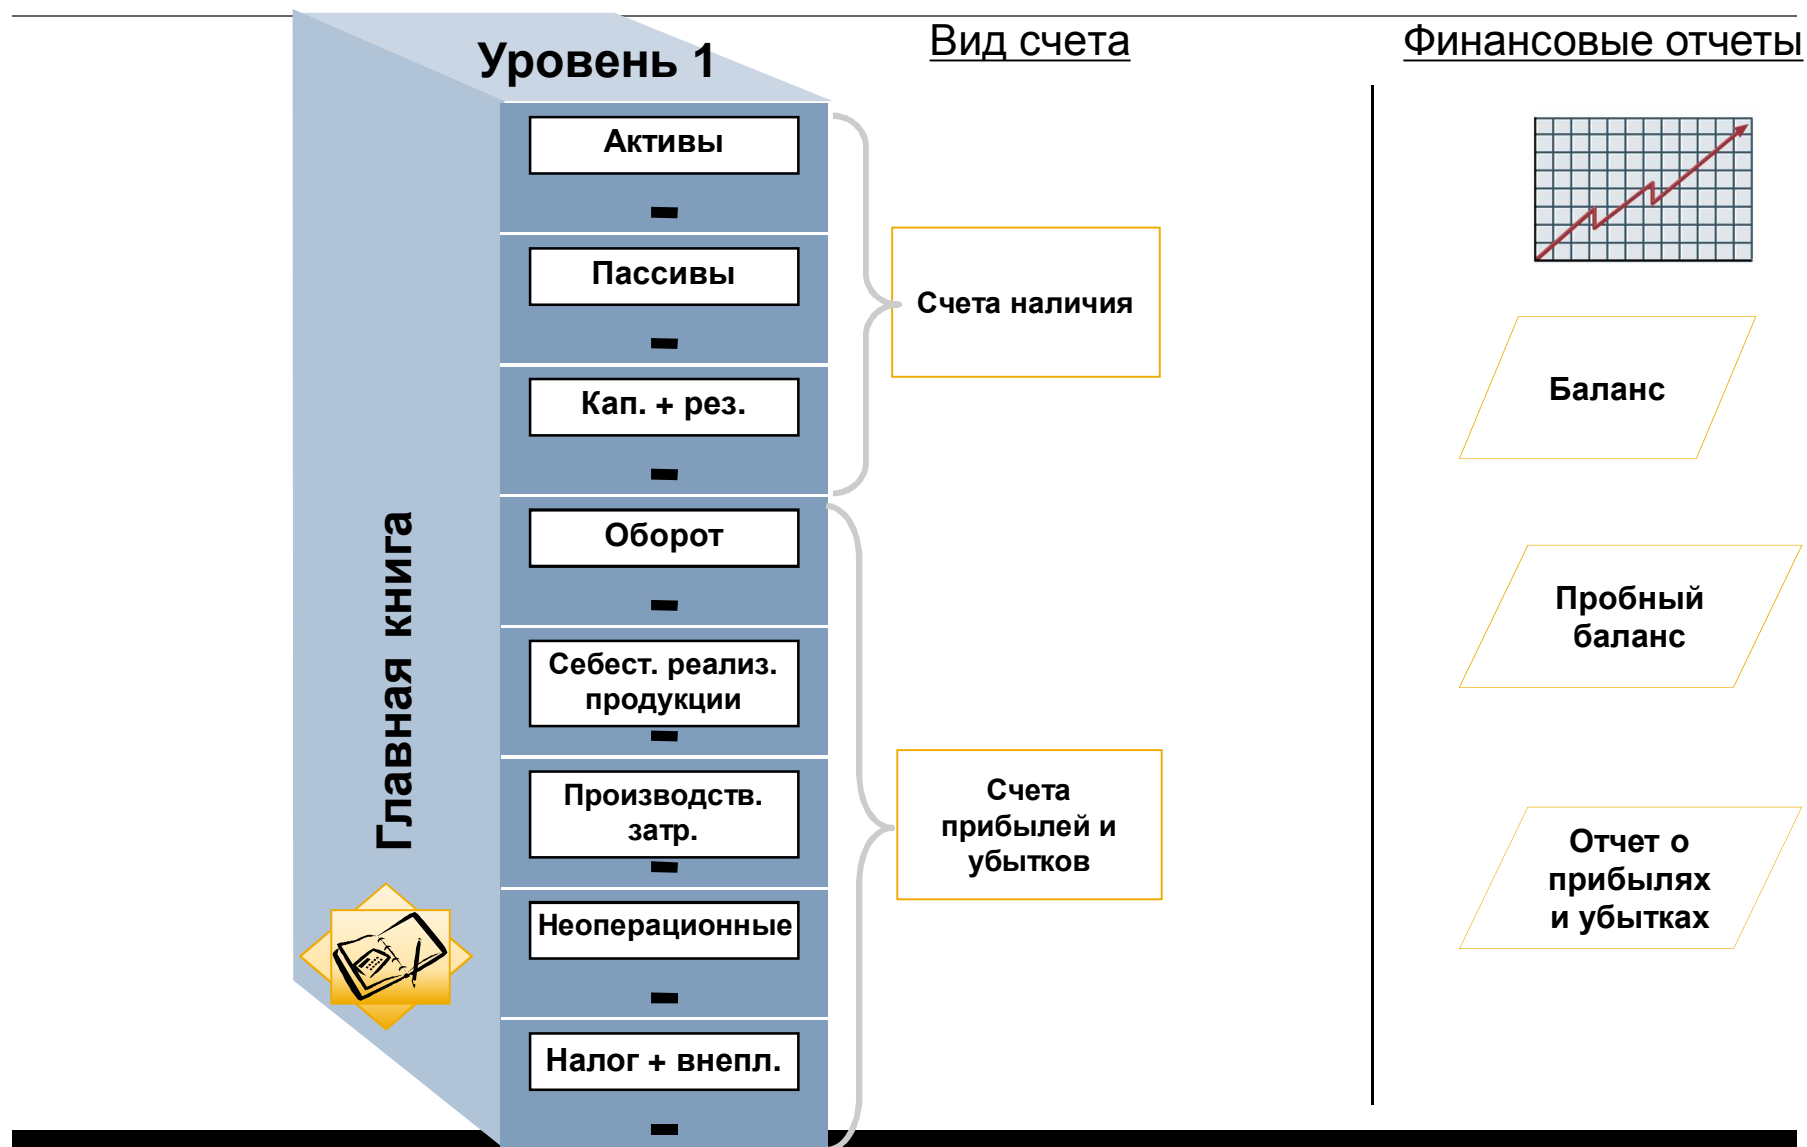 Уровень 1
Вид счета
Финансовые отчеты
Главная книга
Активы
Пассивы
Кап. + рез.
Оборот
Себест. реализ.
продукции
Производств.
затр.
Неоперационные
Налог + внепл.
Счета наличия
Счета
прибылей и
убытков
Баланс
Пробный
баланс
Отчет о
прибылях
и убытках